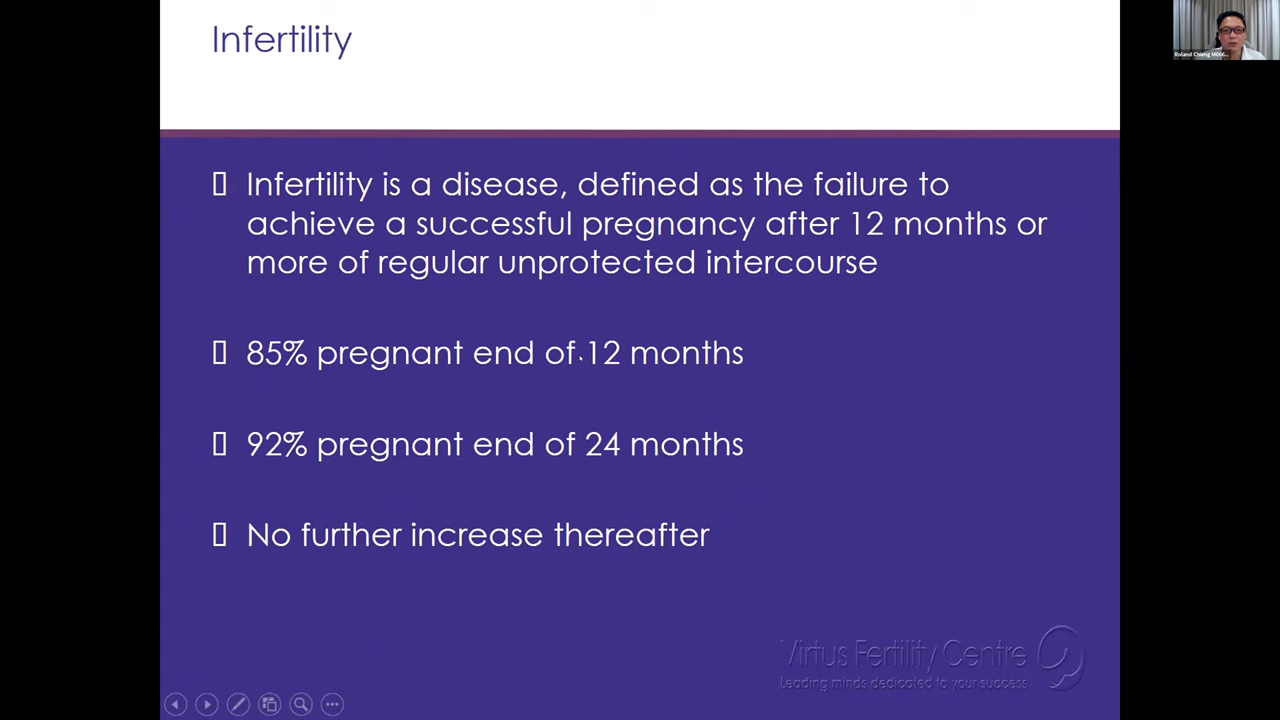 Infertility
Roland Chieng
Infertility is a disease, defined as the failure to
achieve a successful pregnancy after 12 months or
more of regular unprotected intercourse
85% pregnant end of 12 months
92% pregnant end of 24 months
No further increase thereafter
Virtus Fertility Centre
Leading minds dedicated to your success